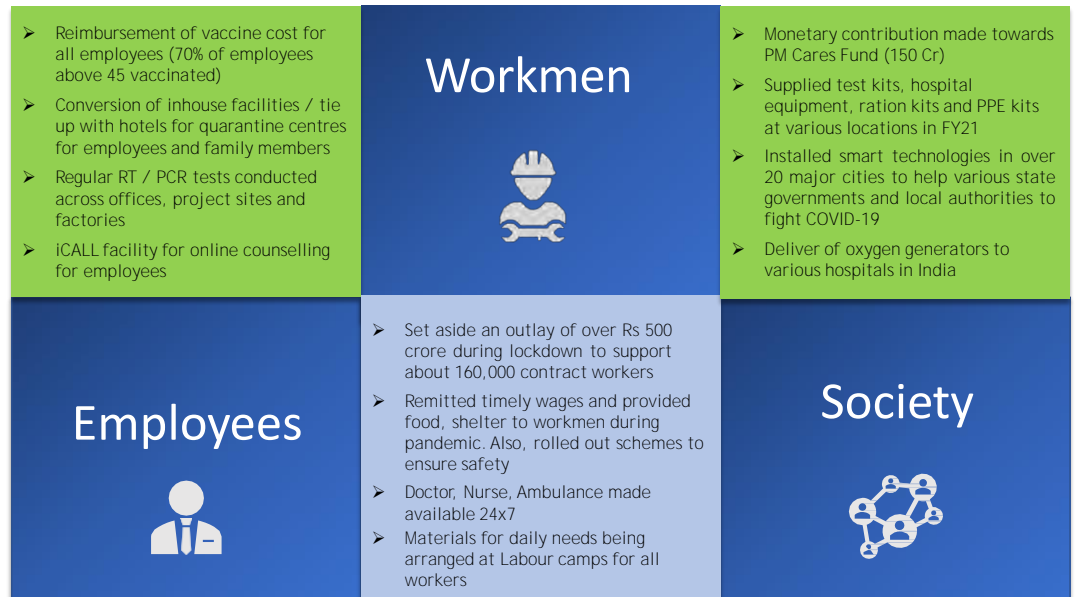 Reimbursement of vaccine cost for
all employees (70% of employees
above 45 vaccinated)
Conversion of inhouse facilities / tie
up with hotels for quarantine centres
for employees and family members
Regular RT / PCR tests conducted
across offices, project sites and
factories
iCALL facility for online counselling
for employees
Employees
Workmen
Set aside an outlay of over Rs 500
crore during lockdown to support
about 160,000 contract workers
Remitted timely wages and provided
food, shelter to workmen during
pandemic. Also, rolled out schemes to
ensure safety
Doctor, Nurse, Ambulance made
available 24x7
Materials for daily needs being
arranged at Labour camps for all
workers
Monetary contribution made towards
PM Cares Fund (150 Cr)
Supplied test kits, hospital
equipment, ration kits and PPE kits
at various locations in FY21
Installed smart technologies in over
20 major cities to help various state
governments and local authorities to
fight COVID-19
Deliver of oxygen generators to
various hospitals in India
Society